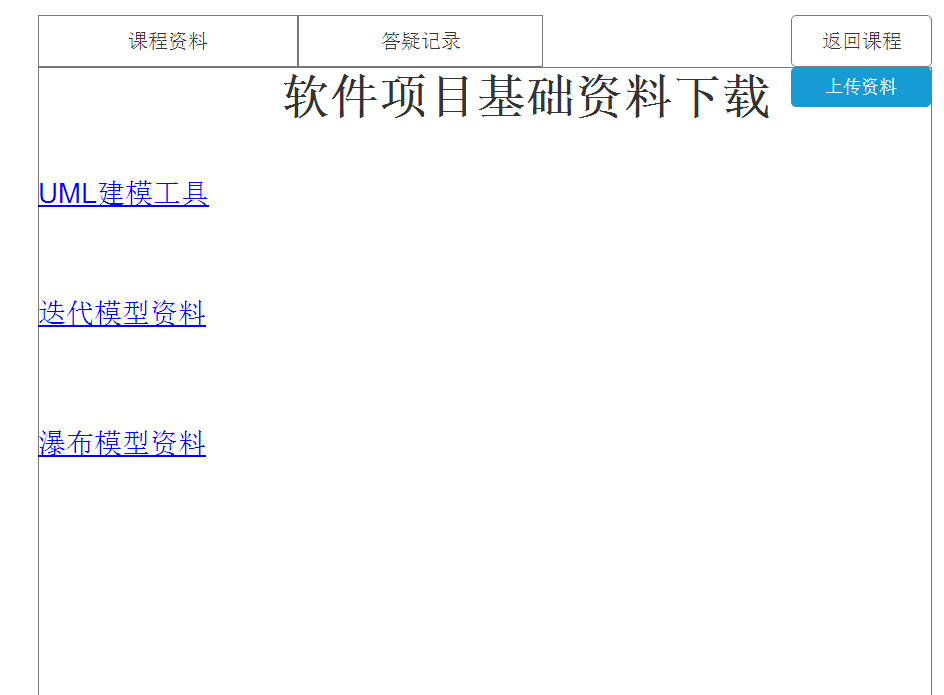 课程资料
答疑记录
返回课程
软件项目基础资料下载
上传资料
UML建模工具
迭代模型资料
瀑布模型资料